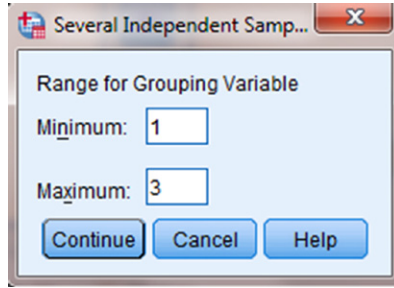 Several Independent Samp...
Range for Grouping Variable
Minimum: 1
Maximum: 3
Continue Cancel Help